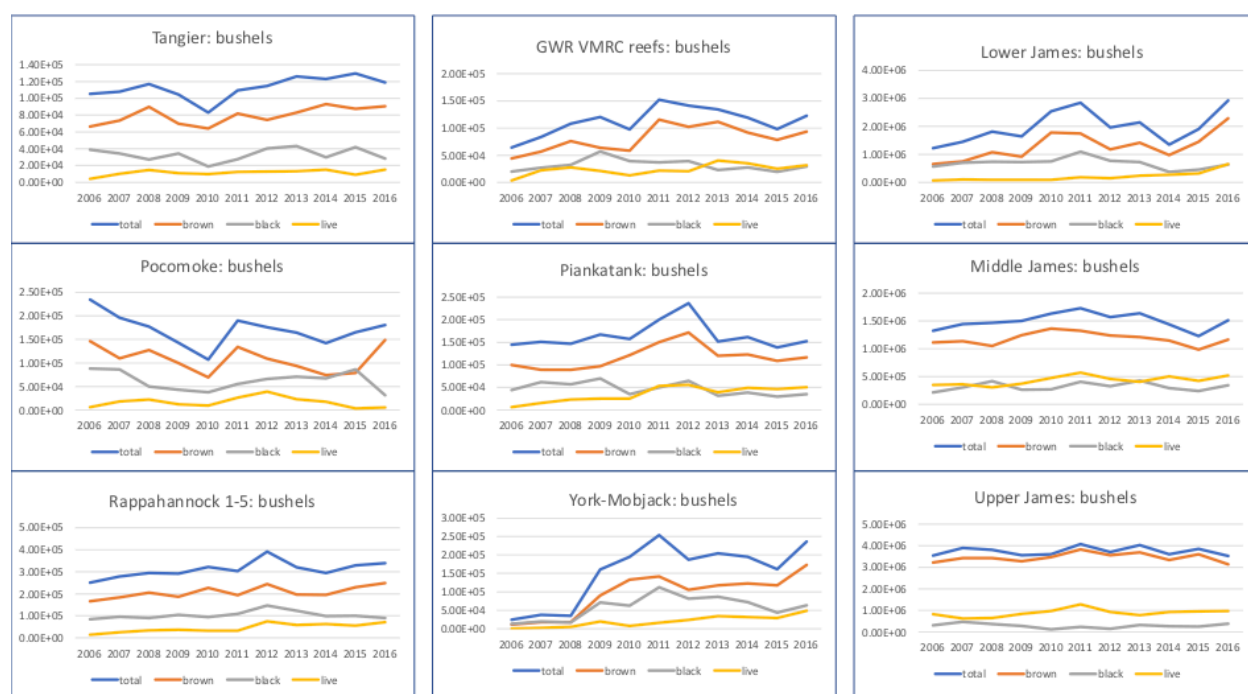 Tangier: bushels
1.40E+05
1.20E+05
1.00E+05
8.00E+04
6.00E+04
4.00E+04
2.00E+04
0.00E+00
2006 2007 2008 2009 2010 2011 2012 2013 2014 2015 2016
total brown black live
GWR VMRC reefs: bushels
2.00E+05
1.50E+05
1.00E+05
5.00E+04
0.00E+00
2006 2007 2008 2009 2010 2011 2012 2013 2014 2015 2016
total brown black live
Lower James: bushels
4.00E+06
3.00E+06
2.00E+06
1.00E+06
0.00E+00
2006 2007 2008 2009 2010 2011 2012 2013 2014 2015 2016
total brown black live
Pocomoke: bushels
2.50E+05
2.00E+05
1.50E+05
1.00E+05
5.00E+04
0.00E+00
2006 2007 2008 2009 2010 2011 2012 2013 2014 2015 2016
total brown black live
Piankatank: bushels
2.50E+05
2.00E+05
1.50E+05
1.00E+05
5.00E+04
0.00E+00
2006 2007 2008 2009 2010 2011 2012 2013 2014 2015 2016
total brown black live
Middle James: bushels
2.00E+06
1.50E+06
1.00E+06
5.00E+05
0.00E+00
2006 2007 2008 2009 2010 2011 2012 2013 2014 2015 2016
total brown black live
Rappahannock 1-5: bushels
5.00E+05
4.00E+05
3.00E+05
2.00E+05
1.00E+05
0.00E+00
2006 2007 2008 2009 2010 2011 2012 2013 2014 2015 2016
total brown black live
York-Mobjack: bushels
3.00E+05
2.50E+05
2.00E+05
1.50E+05
1.00E+05
5.00E+04
0.00E+00
2006 2007 2008 2009 2010 2011 2012 2013 2014 2015 2016
total brown black live
Upper James: bushels
5.00E+06
4.00E+06
3.00E+06
2.00E+06
1.00E+06
0.00E+00
2006 2007 2008 2009 2010 2011 2012 2013 2014 2015 2016
total brown black live